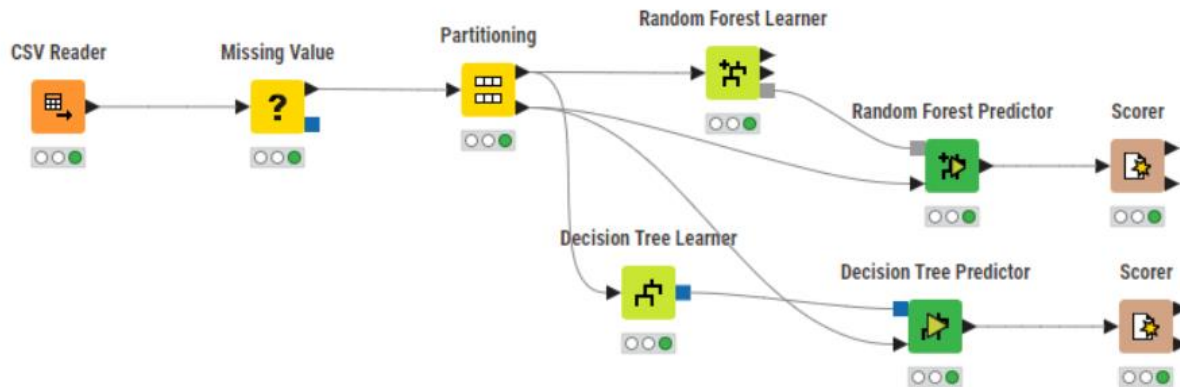 CSV Reader
Missing Value
Partitioning
Random Forest Learner
Random Forest Predictor
Scorer
Decision Tree Learner
Decision Tree Predictor
Scorer
?